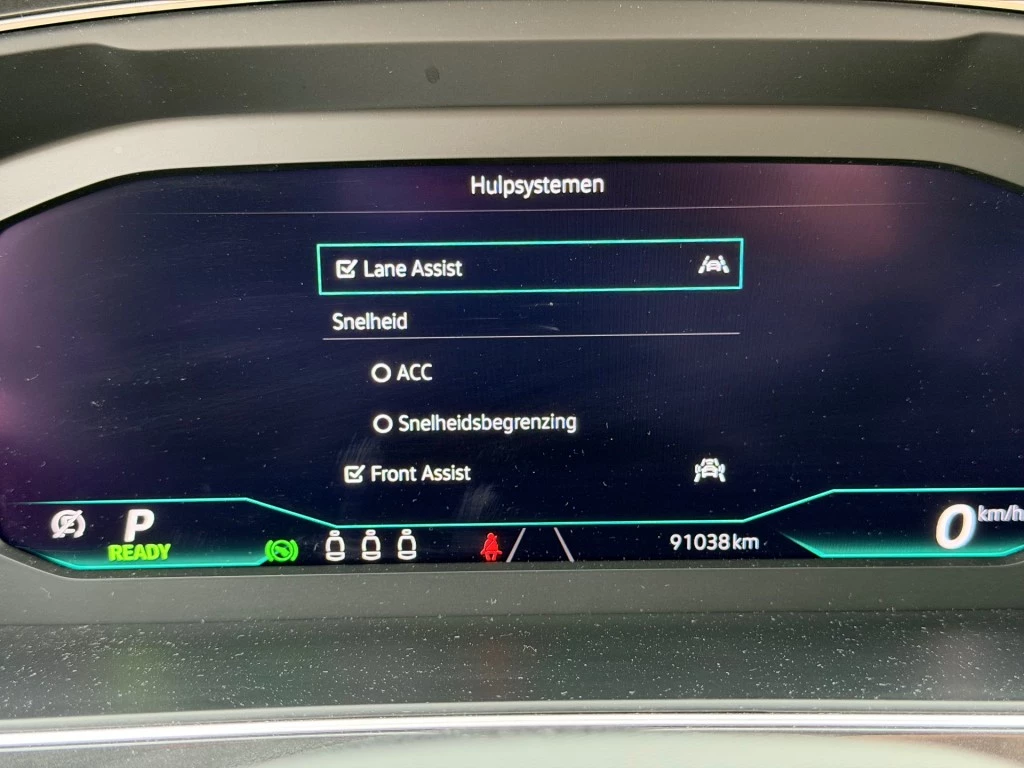 Hulpsystemen
Lane Assist
Snelheid
ACC
Snelheidsbegrenzing
Front Assist
P
READY
91038 km
0 km/h